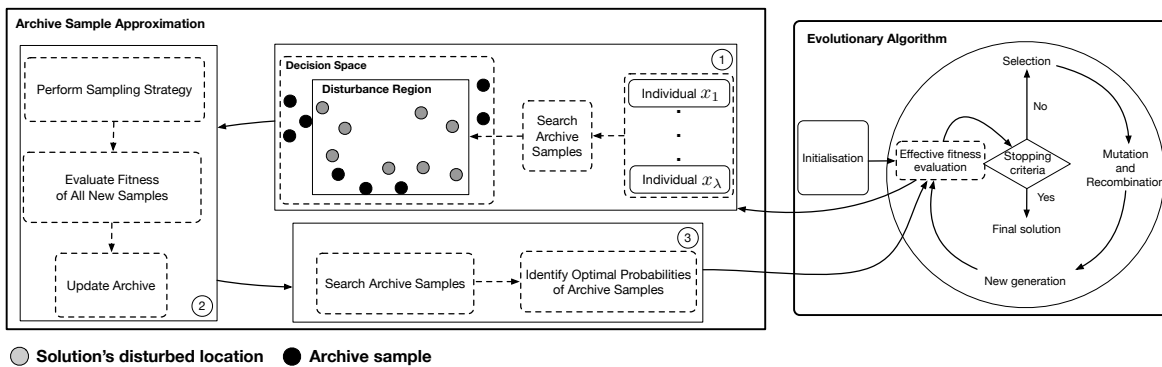 Archive Sample Approximation
Perform Sampling Strategy
Evaluate Fitness
of All New Samples
Update Archive
2
1
Decision Space
Disturbance Region
Search
Archive
Samples
Individual x₁
Individual x_λ
3
Search Archive Samples
Identify Optimal Probabilities
of Archive Samples
Evolutionary Algorithm
Initialisation
Effective fitness
evaluation
Selection
No
Stopping
criteria
Yes
Final solution
Mutation
and
Recombination
New generation
Solution's disturbed location
Archive sample